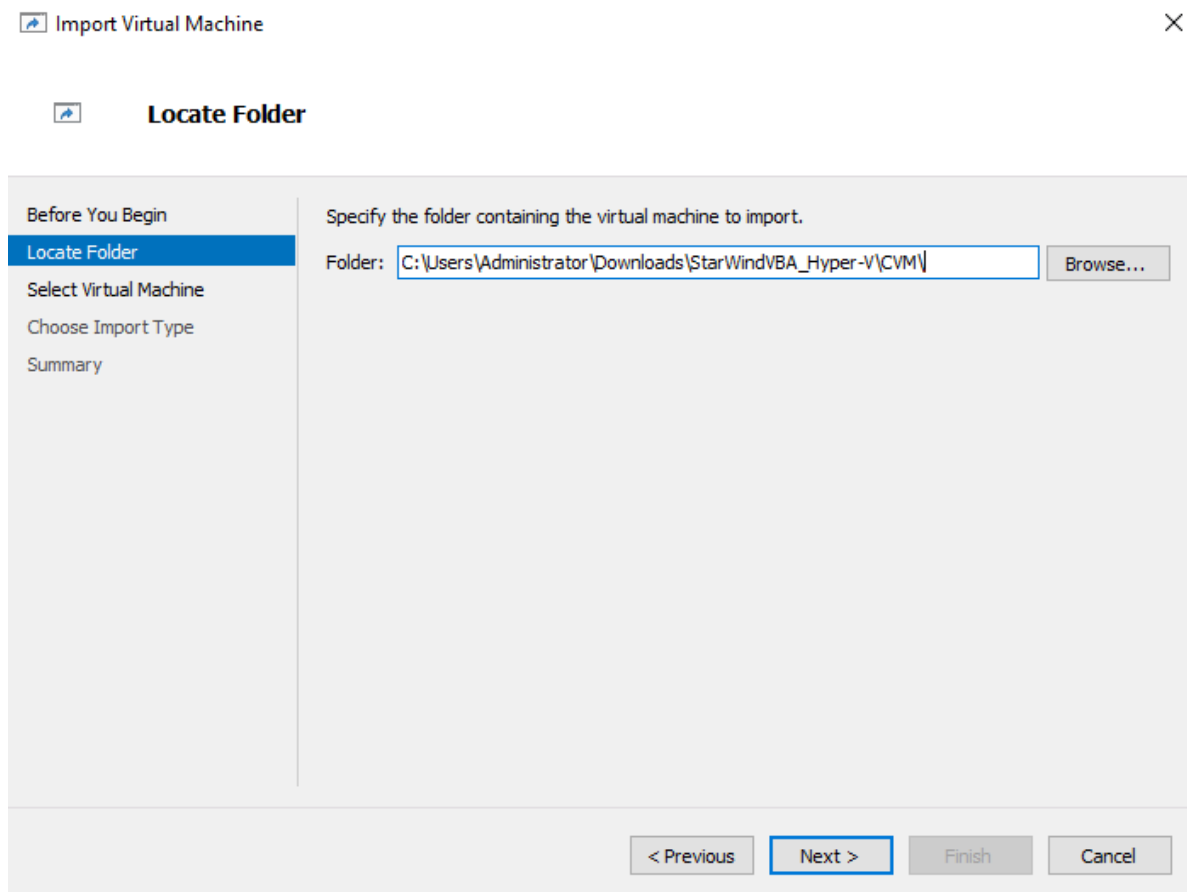 Import Virtual Machine
Locate Folder
Before You Begin
Locate Folder
Select Virtual Machine
Choose Import Type
Summary
Specify the folder containing the virtual machine to import.
Folder: C:\Users\Administrator\Downloads\StarWindVBA_Hyper-V\CVM\ Browse...
< Previous Next > Finish Cancel